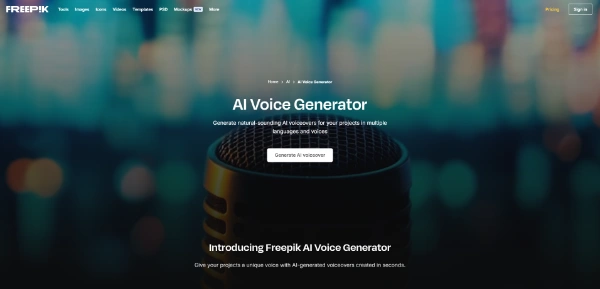 FREEPIK Tools Images Icons Videos Templates PSD Mockups NEW More Pricing Sign in
Home › AI › AI Voice Generator
AI Voice Generator
Generate natural-sounding AI voiceovers for your projects in multiple
languages and voices
Generate AI voiceover
Introducing Freepik AI Voice Generator
Give your projects a unique voice with AI-generated voiceovers created in seconds.